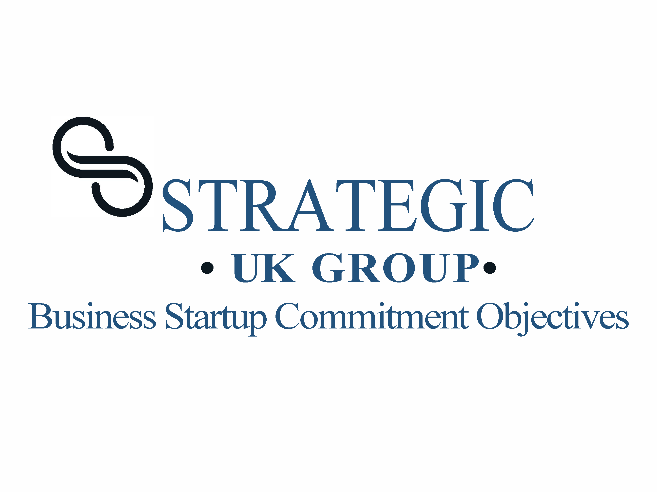 STRATEGIC
• UK GROUP•
Business Startup Commitment Objectives